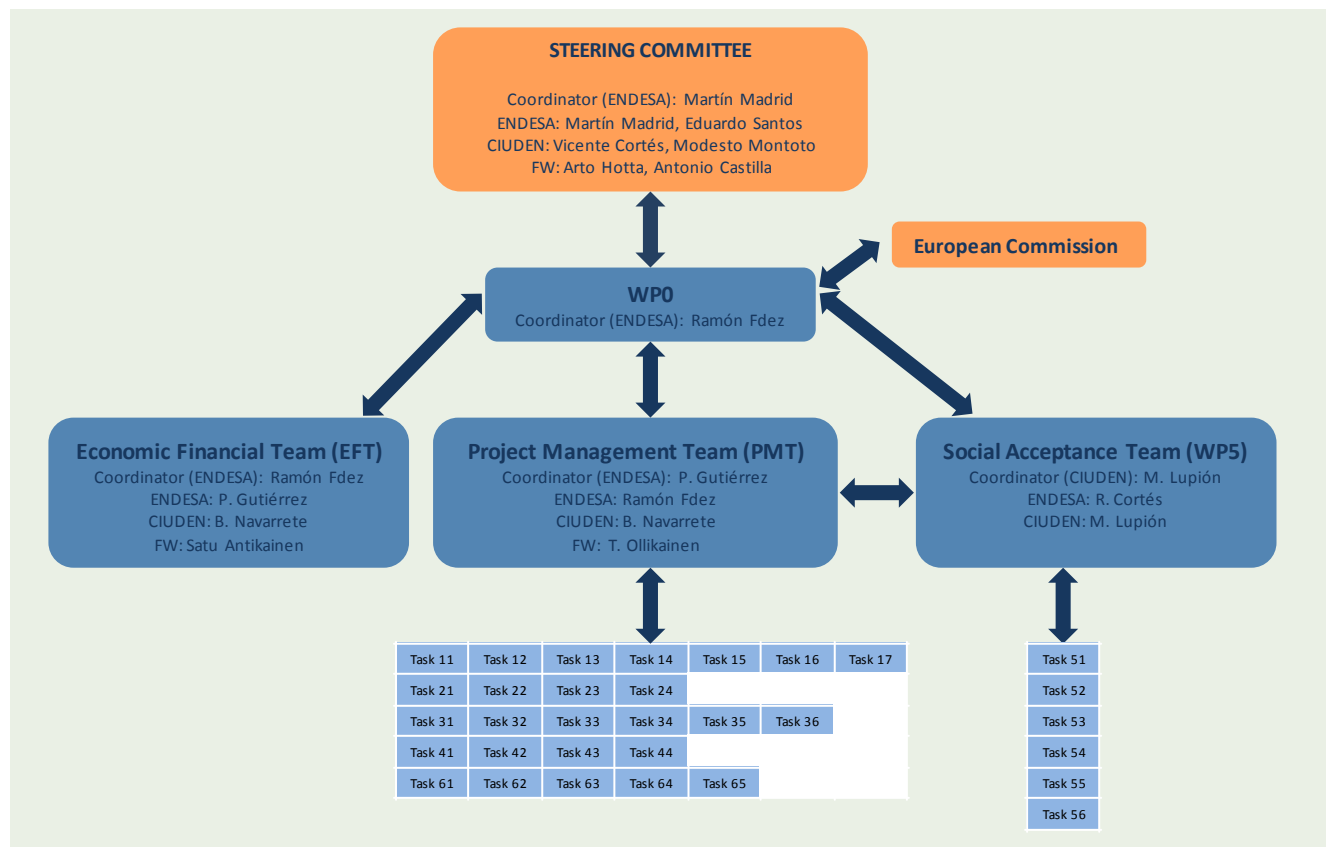 STEERING COMMITTEE
Coordinator (ENDESA): Martín Madrid
ENDESA: Martín Madrid, Eduardo Santos
CIUDEN: Vicente Cortés, Modesto Montoto
FW: Arto Hotta, Antonio Castilla
European Commission
WP0
Coordinator (ENDESA): Ramón Fdez
Economic Financial Team (EFT)
Coordinator (ENDESA): Ramón Fdez
ENDESA: P. Gutiérrez
CIUDEN: B. Navarrete
FW: Satu Antikainen
Project Management Team (PMT)
Coordinator (ENDESA): P. Gutiérrez
ENDESA: Ramón Fdez
CIUDEN: B. Navarrete
FW: T. Ollikainen
Social Acceptance Team (WP5)
Coordinator (CIUDEN): M. Lupión
ENDESA: R. Cortés
CIUDEN: M. Lupión
Task 11 Task 12 Task 13 Task 14 Task 15 Task 16 Task 17
Task 21 Task 22 Task 23 Task 24
Task 31 Task 32 Task 33 Task 34 Task 35 Task 36
Task 41 Task 42 Task 43 Task 44
Task 61 Task 62 Task 63 Task 64 Task 65
Task 51
Task 52
Task 53
Task 54
Task 55
Task 56